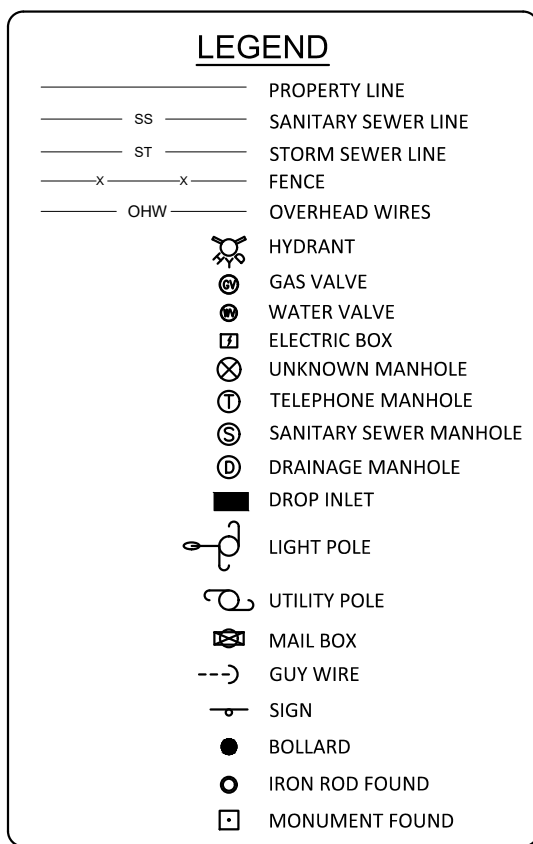 LEGEND
PROPERTY LINE
SS SANITARY SEWER LINE
ST STORM SEWER LINE
X X FENCE
OHW OVERHEAD WIRES
HYD HYDRANT
GV GAS VALVE
WV WATER VALVE
ELECTRIC BOX
UNKNOWN MANHOLE
T TELEPHONE MANHOLE
S SANITARY SEWER MANHOLE
D DRAINAGE MANHOLE
DROP INLET
LIGHT POLE
UTILITY POLE
MAIL BOX
GUY WIRE
SIGN
BOLLARD
IRON ROD FOUND
MONUMENT FOUND